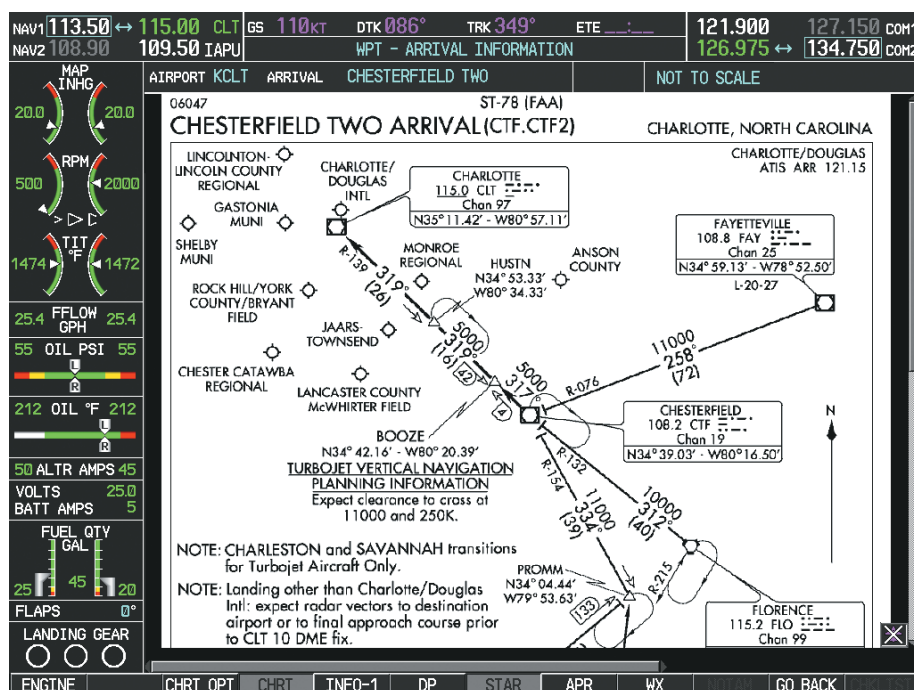 NAV1 113.50 ↔ 115.00 CLT
NAV2 108.90 109.50 IAPU
GS 110KT DTK 086° TRK 349° ETE __:__
WPT - ARRIVAL INFORMATION
121.900 127.150 COM1
126.975 ↔ 134.750 COM2
AIRPORT KCLT ARRIVAL CHESTERFIELD TWO NOT TO SCALE
MAP
INHG
20.0 20.0
RPM
500 2000
TIT
°F
1474 1472
25.4 FFLOW 25.4
GPH
55 OIL PSI 55
L
R
212 OIL °F 212
L
R
50 ALTR AMPS 45
VOLTS 25.0
BATT AMPS 5
FUEL QTY
GAL
45
25 20
FLAPS 0°
LANDING GEAR
06047
ST-78 (FAA)
CHESTERFIELD TWO ARRIVAL (CTF.CTF2)
CHARLOTTE, NORTH CAROLINA
CHARLOTTE/DOUGLAS
ATIS ARR 121.15
LINCOLNTON-
LINCOLN COUNTY
REGIONAL
CHARLOTTE/
DOUGLAS
INTL
CHARLOTTE
115.0 CLT
Chan 97
N35°11.42' - W80°57.11'
GASTONIA
MUNI
SHELBY
MUNI
FAYETTEVILLE
108.8 FAY
Chan 25
N34°59.13' - W78°52.50'
L-20-27
R-139
319°
(26)
MONROE
REGIONAL
HUSTN
N34°53.33'
W80°34.33'
ANSON
COUNTY
ROCK HILL/YORK
COUNTY/BRYANT
FIELD
JAARS-
TOWNSEND
5000
319°
(16)
42
CHESTER CATAWBA
REGIONAL
LANCASTER COUNTY
McWHIRTER FIELD
5000
317°
4
11000
258°
(72)
R-076
CHESTERFIELD
108.2 CTF
Chan 19
N34°39.03' - W80°16.50'
N
BOOZE
N34°42.16' - W80°20.39'
TURBOJET VERTICAL NAVIGATION
PLANNING INFORMATION
Expect clearance to cross at
11000 and 250K.
R-132
R-154
11000
334°
(39)
10000
312°
(40)
NOTE: CHARLESTON and SAVANNAH transitions
for Turbojet Aircraft Only.
NOTE: Landing other than Charlotte/Douglas
Intl: expect radar vectors to destination
airport or to final approach course prior
to CLT 10 DME fix.
PROMM
N34°04.44'
W79°53.63'
133
R-215
FLORENCE
115.2 FLO
Chan 99
ENGINE CHRT OPT CHRT INFO-1 DP STAR APR WX NOTAM GO BACK CHKLIST